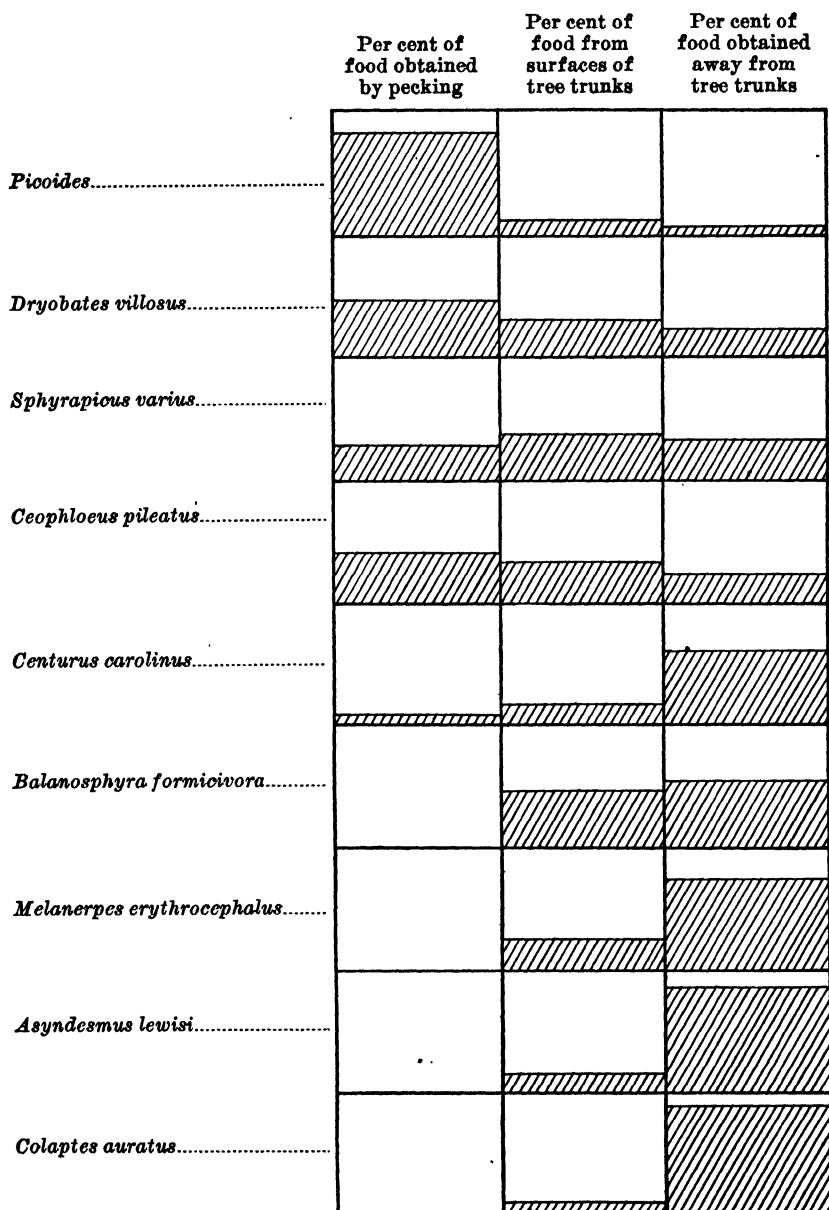 Per cent of
food obtained
by pecking
Per cent of
food from
surfaces of
tree trunks
Per cent of
food obtained
away from
tree trunks
Picoides
Dryobates villosus
Sphyrapicus varius
Ceophloeus pileatus
Centurus carolinus
Balanosphyra formicivora
Melanerpes erythrocephalus
Asyndesmus lewisi
Colaptes auratus